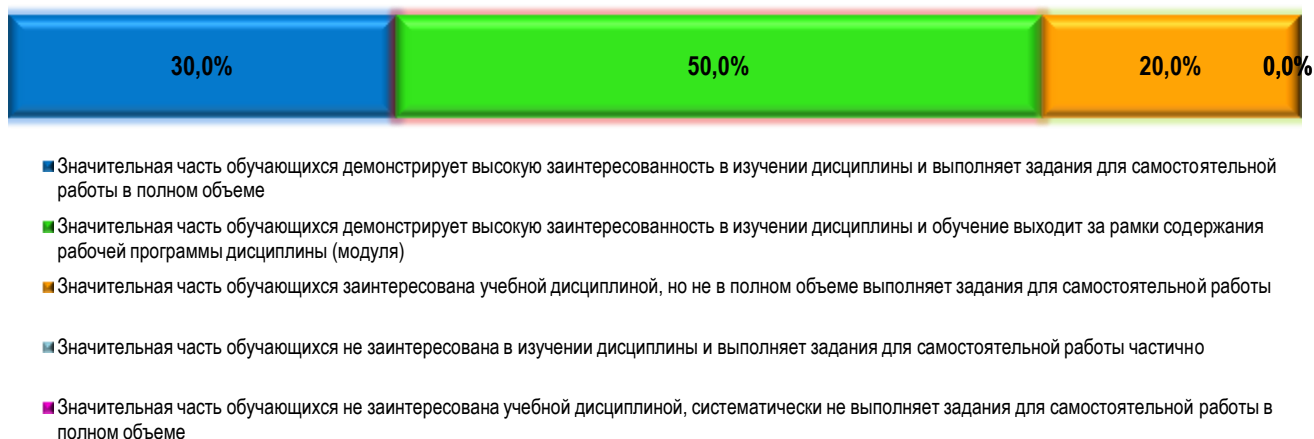 30,0% 50,0% 20,0% 0,0%
Значительная часть обучающихся демонстрирует высокую заинтересованность в изучении дисциплины и выполняет задания для самостоятельной
работы в полном объеме
Значительная часть обучающихся демонстрирует высокую заинтересованность в изучении дисциплины и обучение выходит за рамки содержания
рабочей программы дисциплины (модуля)
Значительная часть обучающихся заинтересована учебной дисциплиной, но не в полном объеме выполняет задания для самостоятельной работы
Значительная часть обучающихся не заинтересована в изучении дисциплины и выполняет задания для самостоятельной работы частично
Значительная часть обучающихся не заинтересована учебной дисциплиной, систематически не выполняет задания для самостоятельной работы в
полном объеме